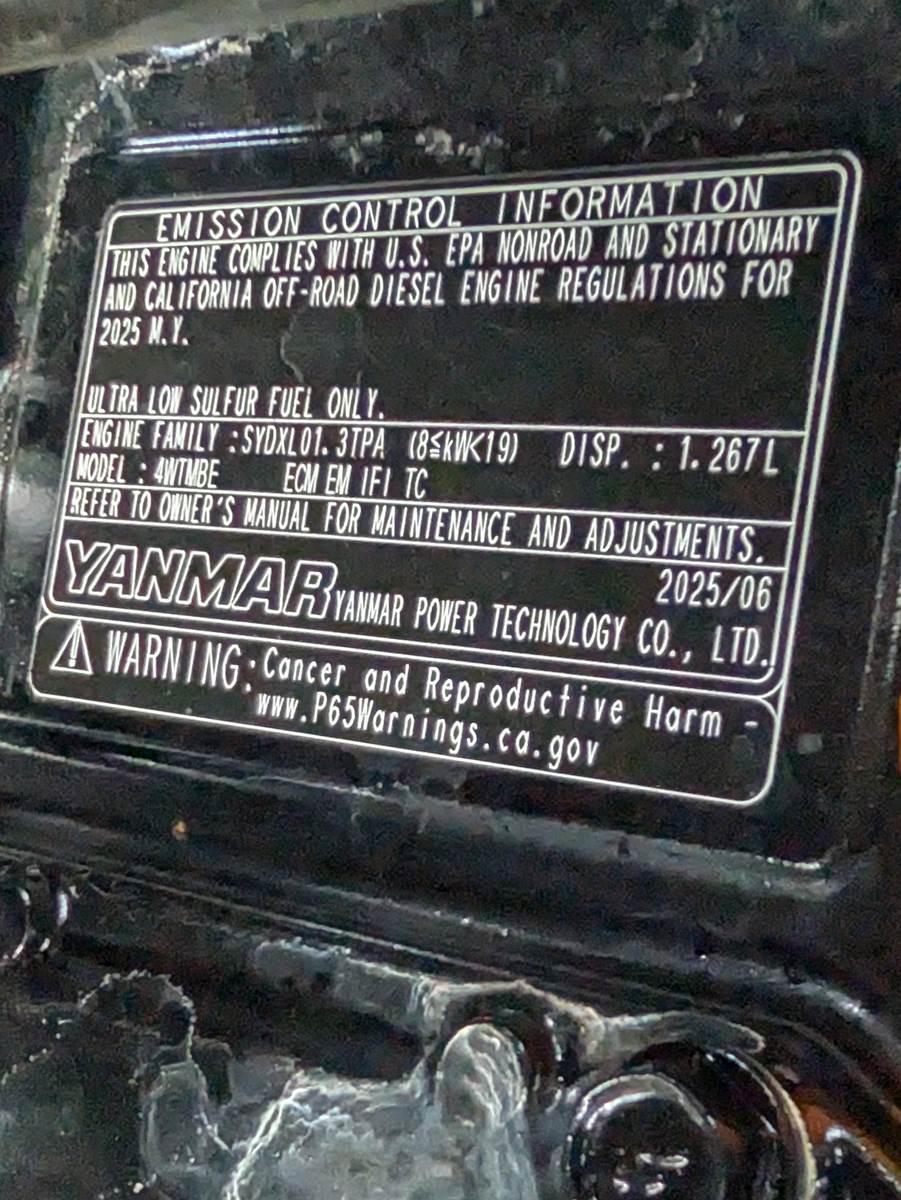 EMISSION CONTROL INFORMATION
THIS ENGINE COMPLIES WITH U.S. EPA NONROAD AND STATIONARY
AND CALIFORNIA OFF-ROAD DIESEL ENGINE REGULATIONS FOR
2025 M.Y.
ULTRA LOW SULFUR FUEL ONLY.
ENGINE FAMILY :SYDXL01.3TPA (8≦kW<19) DISP. : 1.267L
MODEL : 4WTMBE ECM EM IFI TC
REFER TO OWNER'S MANUAL FOR MAINTENANCE AND ADJUSTMENTS.
2025/06
YANMAR YANMAR POWER TECHNOLOGY CO., LTD.
⚠ WARNING: Cancer and Reproductive Harm -
www.P65Warnings.ca.gov